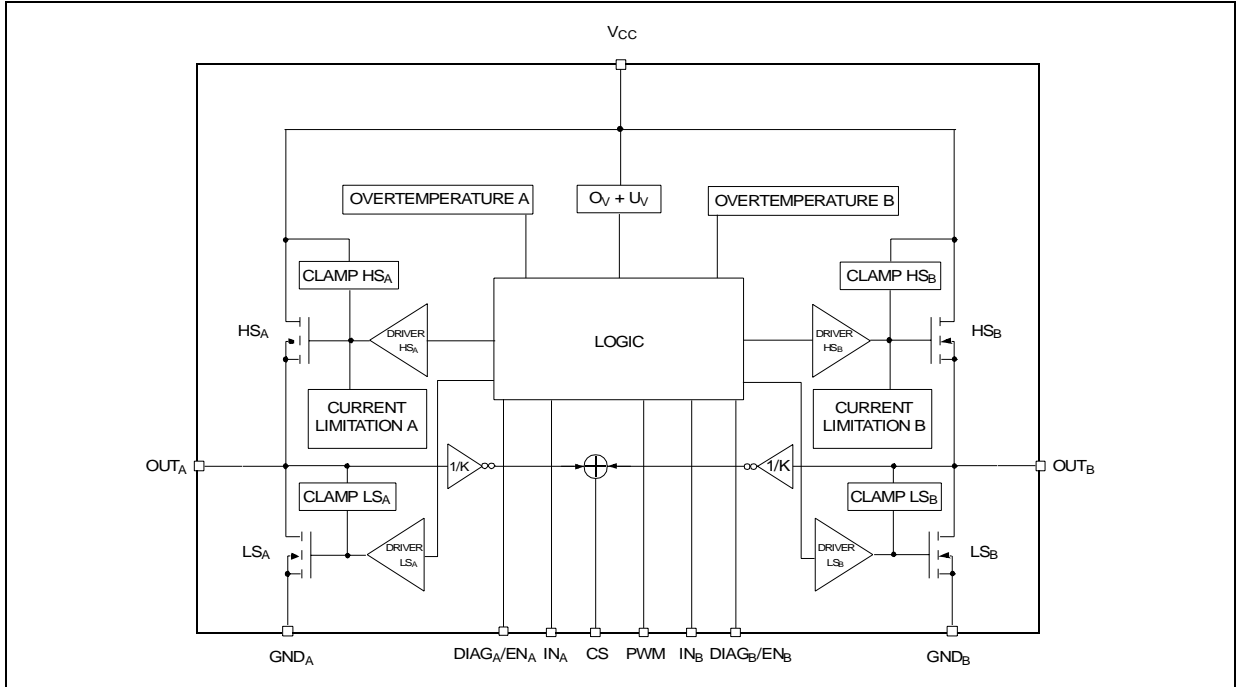 VCC
OVERTEMPERATURE A
OV + UV
OVERTEMPERATURE B
CLAMP HSA
CLAMP HSB
HSA
DRIVER
HSA
LOGIC
DRIVER
HSB
HSB
CURRENT
LIMITATION A
CURRENT
LIMITATION B
OUTA
1/K
1/K
OUTB
CLAMP LSA
CLAMP LSB
LSA
DRIVER
LSA
DRIVER
LSB
LSB
GNDA
DIAGA/ENA
INA
CS
PWM
INB
DIAGB/ENB
GNDB